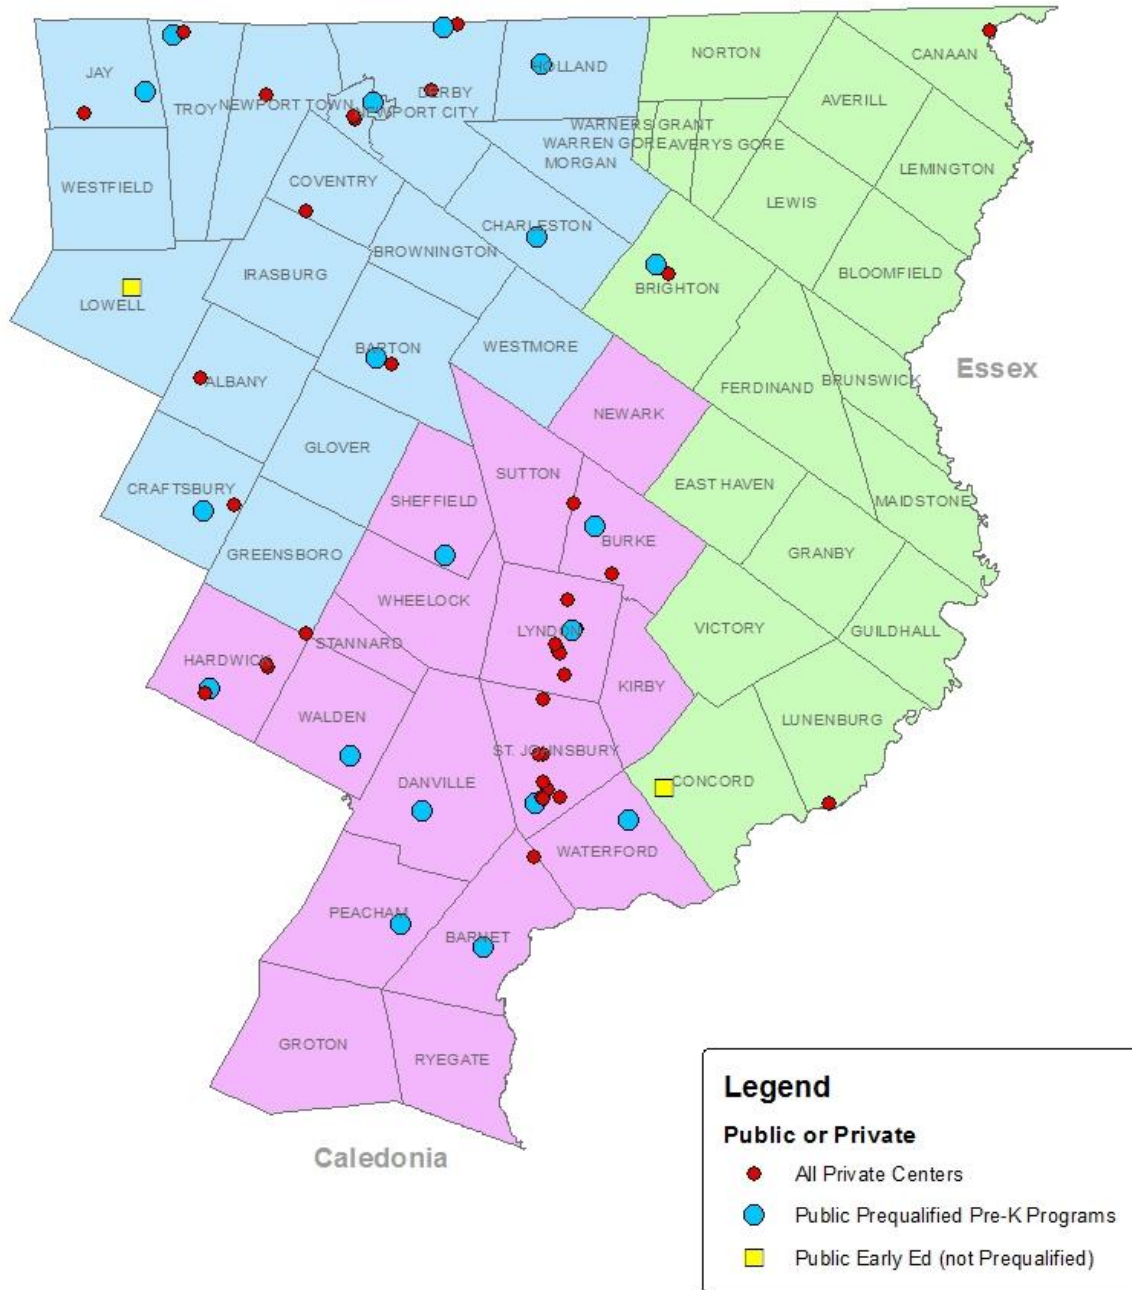 NORTON
CANAAN
JAY
HOLLAND
AVERILL
TROY
NEWPORT TOWN
DERBY
NEWPORT CITY
WARNERS GRANT
WARREN GORE
AVERYS GORE
MORGAN
LEMINGTON
WESTFIELD
COVENTRY
LEWIS
CHARLESTON
BROWNINGTON
IRASBURG
BLOOMFIELD
LOWELL
BRIGHTON
BARTON
WESTMORE
Essex
ALBANY
FERDINAND
BRUNSWICK
NEWARK
GLOVER
SUTTON
CRAFTSBURY
SHEFFIELD
EAST HAVEN
MAIDSTONE
BURKE
GREENSBORO
GRANBY
WHEELOCK
LYNDON
VICTORY
GUILDHALL
STANNARD
HARDWICK
KIRBY
WALDEN
LUNENBURG
ST. JOHNSBURY
DANVILLE
CONCORD
WATERFORD
PEACHAM
BARNET
GROTON
RYEGATE
Caledonia
Legend
Public or Private
All Private Centers
Public Prequalified Pre-K Programs
Public Early Ed (not Prequalified)